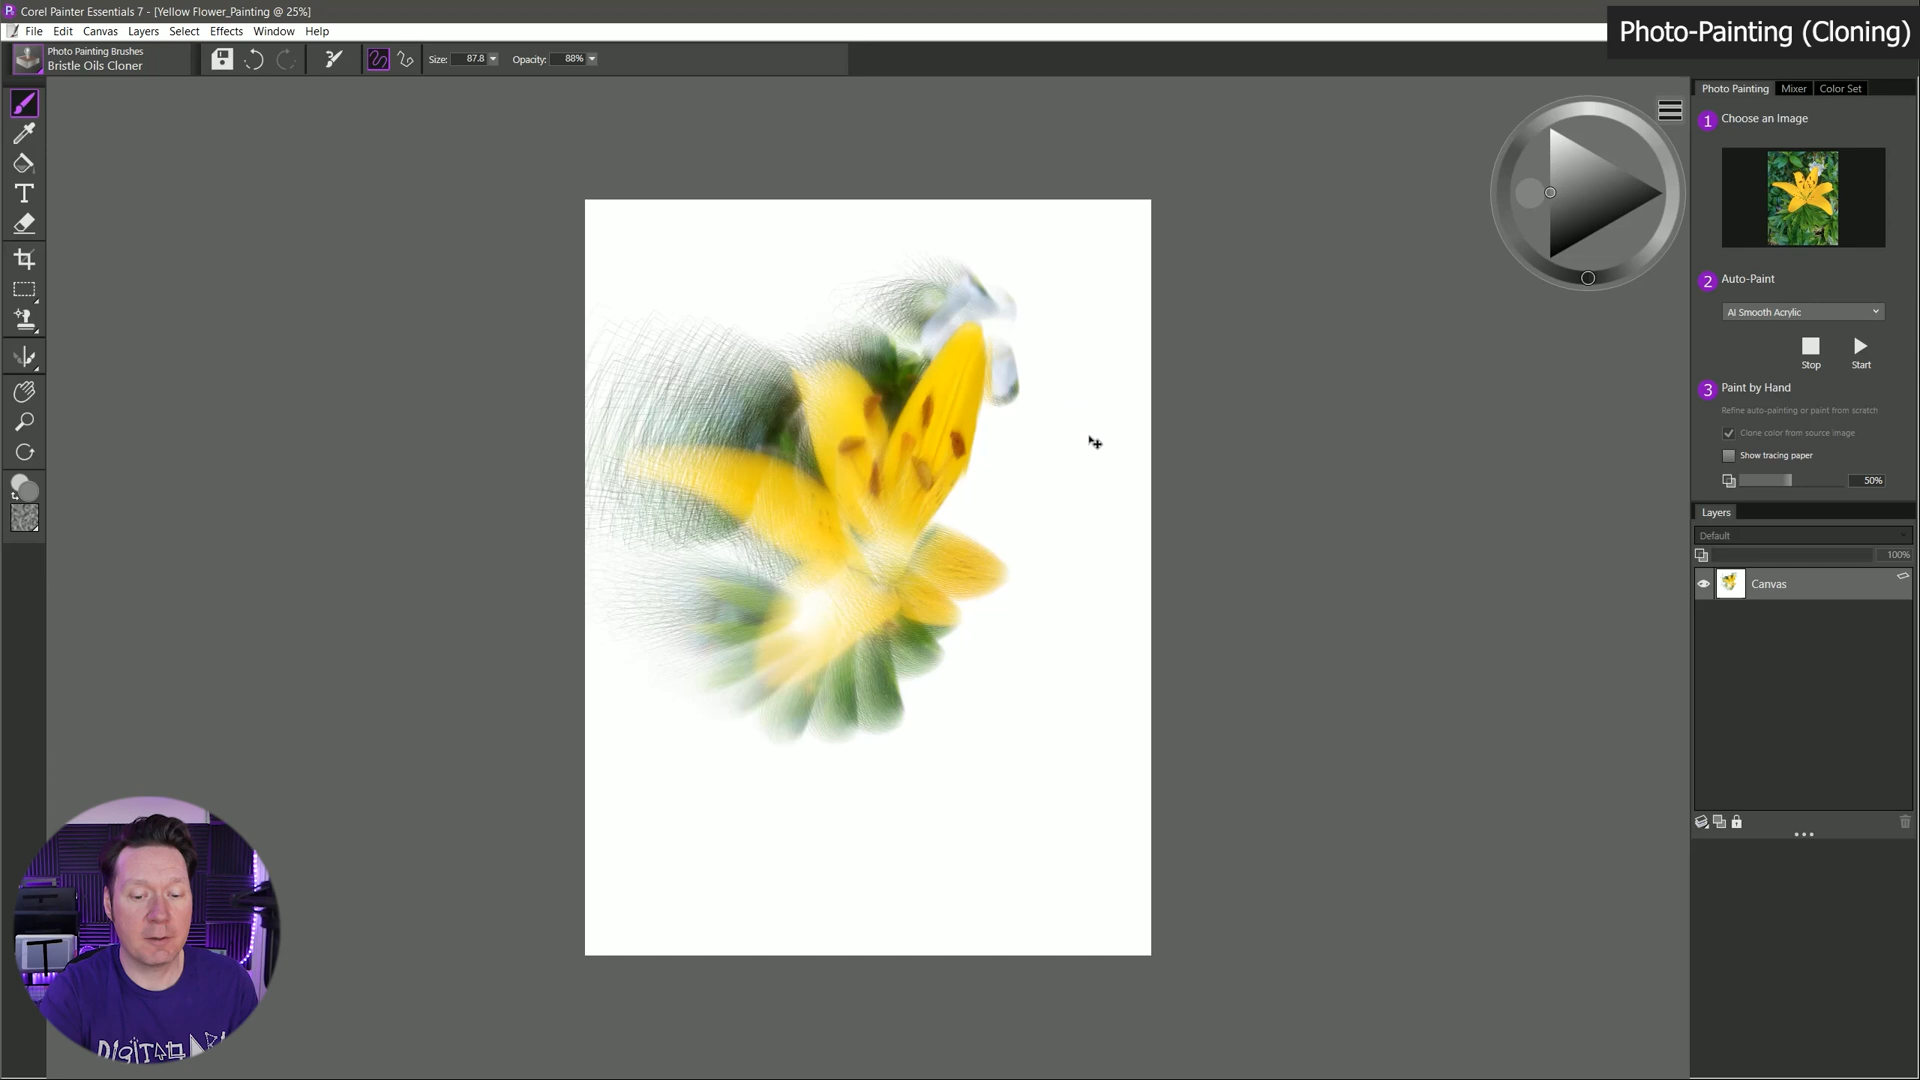 Corel Painter Essentials 7 - [Yellow Flower_Painting @ 25%]
File Edit Canvas Layers Select Effects Window Help
Photo-Painting (Cloning)
Photo Painting Brushes
Bristle Oils Cloner
Size: 87.8 Opacity: 88%
Photo Painting Mixer Color Set
1 Choose an Image
2 Auto-Paint
AI Smooth Acrylic
Stop Start
3 Paint by Hand
Refine auto-painting or paint from scratch
Clone color from source image
Show tracing paper
50%
Layers
Default
100%
Canvas